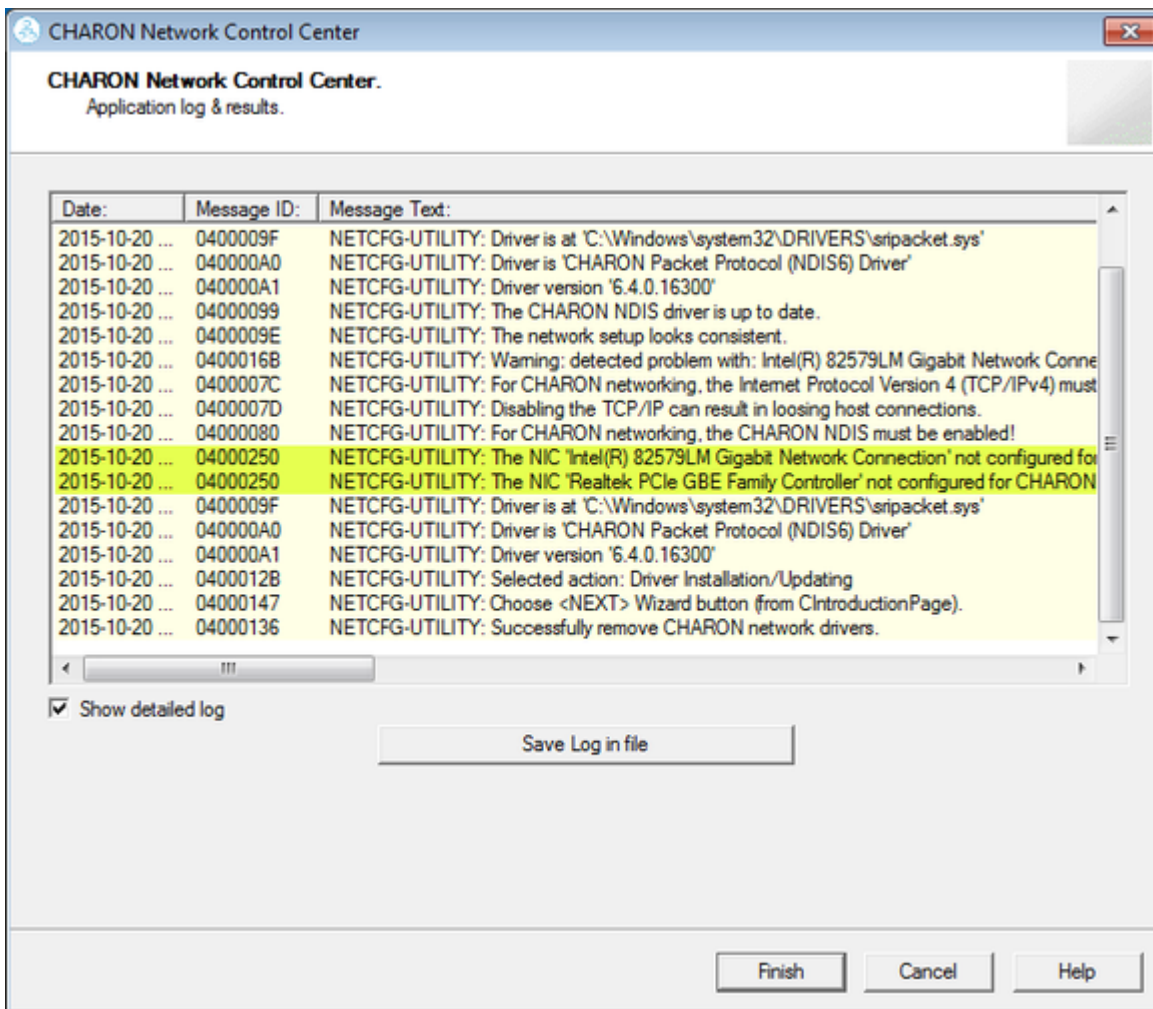 CHARON Network Control Center
CHARON Network Control Center.
Application log & results.
Date: Message ID: Message Text:
2015-10-20 ... 0400009F NETCFG-UTILITY: Driver is at 'C:\Windows\system32\DRIVERS\sripacket.sys'
2015-10-20 ... 040000A0 NETCFG-UTILITY: Driver is 'CHARON Packet Protocol (NDIS6) Driver'
2015-10-20 ... 040000A1 NETCFG-UTILITY: Driver version '6.4.0.16300'
2015-10-20 ... 04000099 NETCFG-UTILITY: The CHARON NDIS driver is up to date.
2015-10-20 ... 0400009E NETCFG-UTILITY: The network setup looks consistent.
2015-10-20 ... 0400016B NETCFG-UTILITY: Warning: detected problem with: Intel(R) 82579LM Gigabit Network Conne
2015-10-20 ... 0400007C NETCFG-UTILITY: For CHARON networking, the Internet Protocol Version 4 (TCP/IPv4) must
2015-10-20 ... 0400007D NETCFG-UTILITY: Disabling the TCP/IP can result in loosing host connections.
2015-10-20 ... 04000080 NETCFG-UTILITY: For CHARON networking, the CHARON NDIS must be enabled!
2015-10-20 ... 04000250 NETCFG-UTILITY: The NIC 'Intel(R) 82579LM Gigabit Network Connection' not configured for
2015-10-20 ... 04000250 NETCFG-UTILITY: The NIC 'Realtek PCIe GBE Family Controller' not configured for CHARON
2015-10-20 ... 0400009F NETCFG-UTILITY: Driver is at 'C:\Windows\system32\DRIVERS\sripacket.sys'
2015-10-20 ... 040000A0 NETCFG-UTILITY: Driver is 'CHARON Packet Protocol (NDIS6) Driver'
2015-10-20 ... 040000A1 NETCFG-UTILITY: Driver version '6.4.0.16300'
2015-10-20 ... 0400012B NETCFG-UTILITY: Selected action: Driver Installation/Updating
2015-10-20 ... 04000147 NETCFG-UTILITY: Choose <NEXT> Wizard button (from CIntroductionPage).
2015-10-20 ... 04000136 NETCFG-UTILITY: Successfully remove CHARON network drivers.
Show detailed log
Save Log in file
Finish Cancel Help